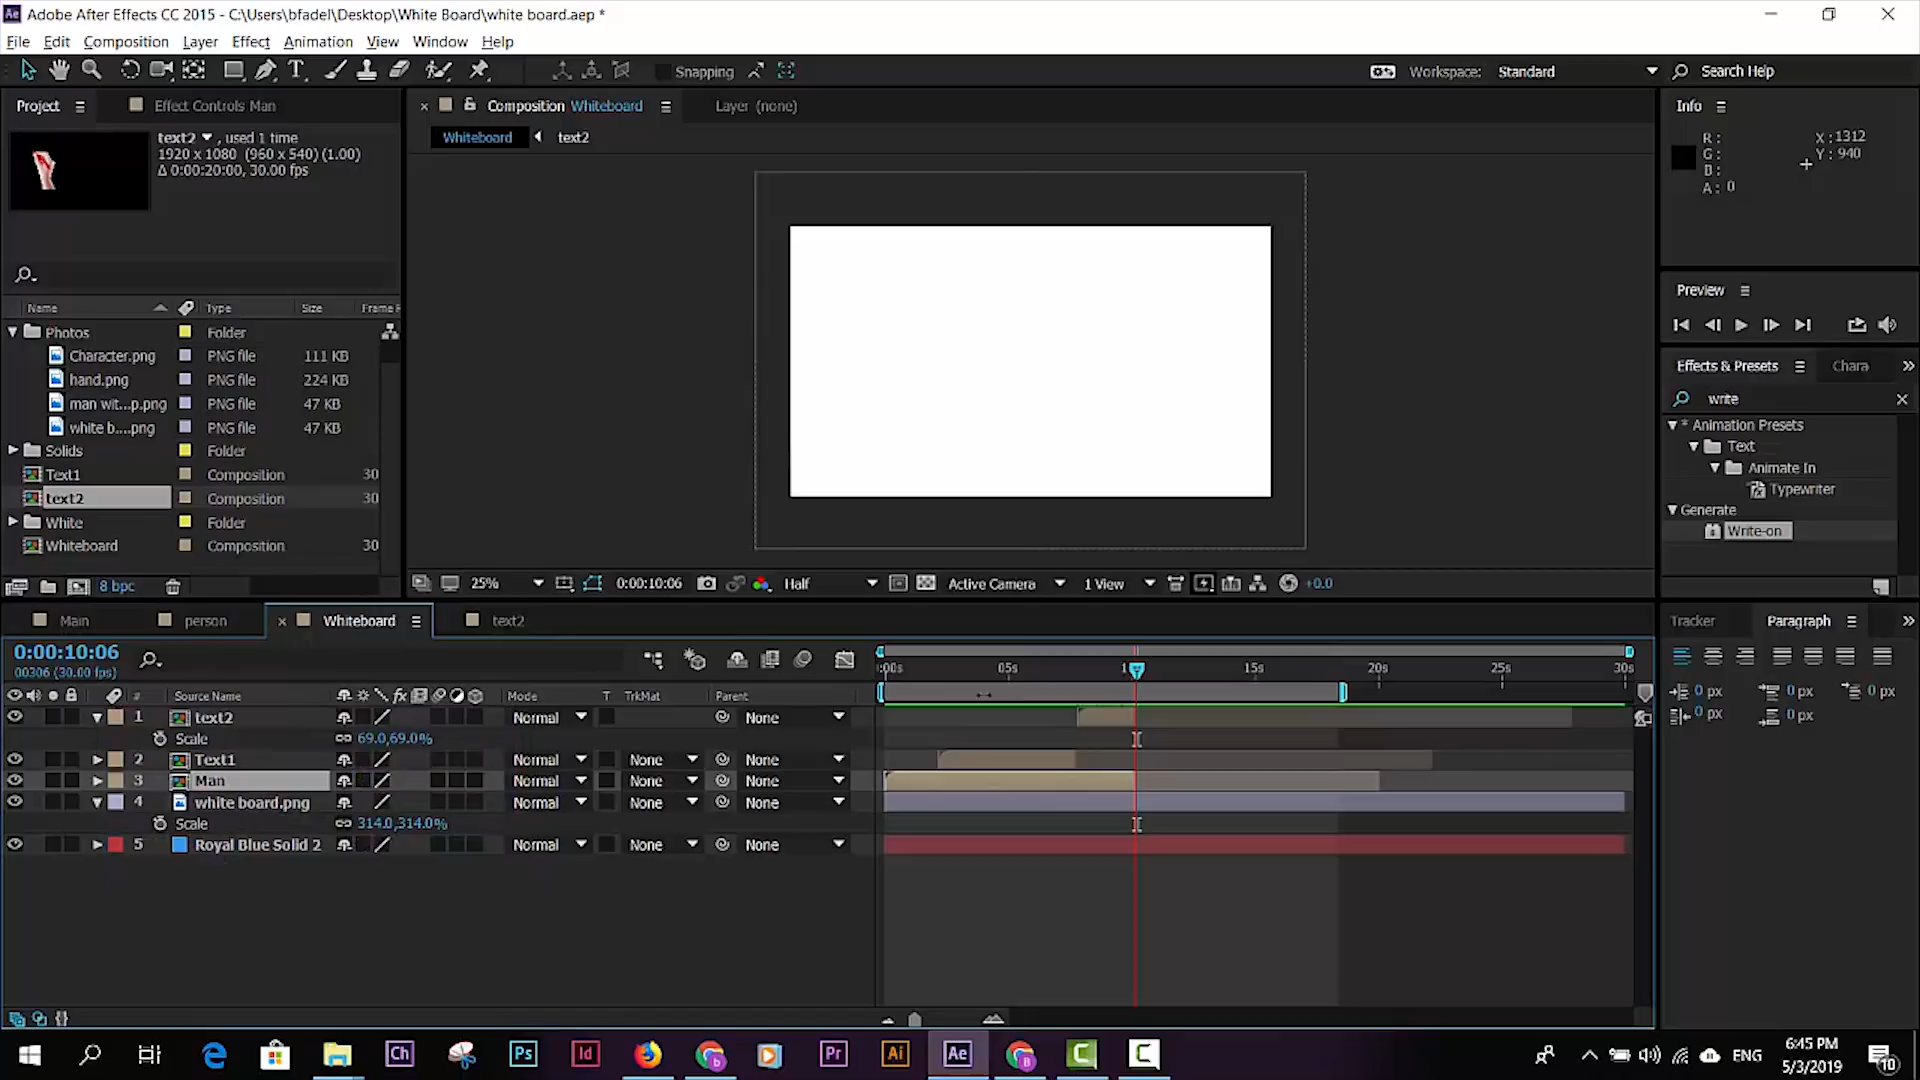 Adobe After Effects CC 2015 - C:\Users\bfadel\Desktop\White Board\white board.aep *
File Edit Composition Layer Effect Animation View Window Help
Snapping
Workspace: Standard
Search Help
Project
Effect Controls Man
text2 , used 1 time
1920 x 1080 (960 x 540) (1.00)
Δ 0:00:20:00, 30.00 fps
Name Type Size Frame R
Photos Folder
Character.png PNG file 111 KB
hand.png PNG file 224 KB
man wit...p.png PNG file 47 KB
white b....png PNG file 47 KB
Solids Folder
Text1 Composition 30
text2 Composition 30
White Folder
Whiteboard Composition 30
8 bpc
Composition Whiteboard
Layer (none)
Whiteboard text2
25% 0:00:10:06 Half Active Camera 1 View +0.0
Info
R : X : 1312
G : Y : 940
B :
A : 0
Preview
Effects & Presets Chara
write
* Animation Presets
Text
Animate In
Typewriter
Generate
Write-on
Main person Whiteboard text2
0:00:10:06
00306 (30.00 fps)
# Source Name fx Mode T TrkMat Parent
:00s 05s 1 15s 20s 25s 30s
1 text2 Normal None
Scale 69.0,69.0%
2 Text1 Normal None None
3 Man Normal None None
4 white board.png Normal None None
Scale 314.0,314.0%
5 Royal Blue Solid 2 Normal None None
Tracker Paragraph
0 px 0 px 0 px
0 px 0 px
Ch Ps Id b Pr Ai Ae B C C
ENG
6:45 PM
5/3/2019
10